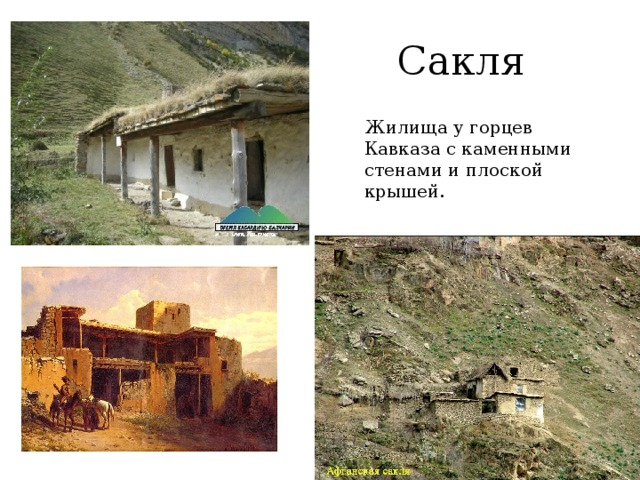 Сакля
Жилища у горцев
Кавказа с каменными
стенами и плоской
крышей.
Афганская сакля